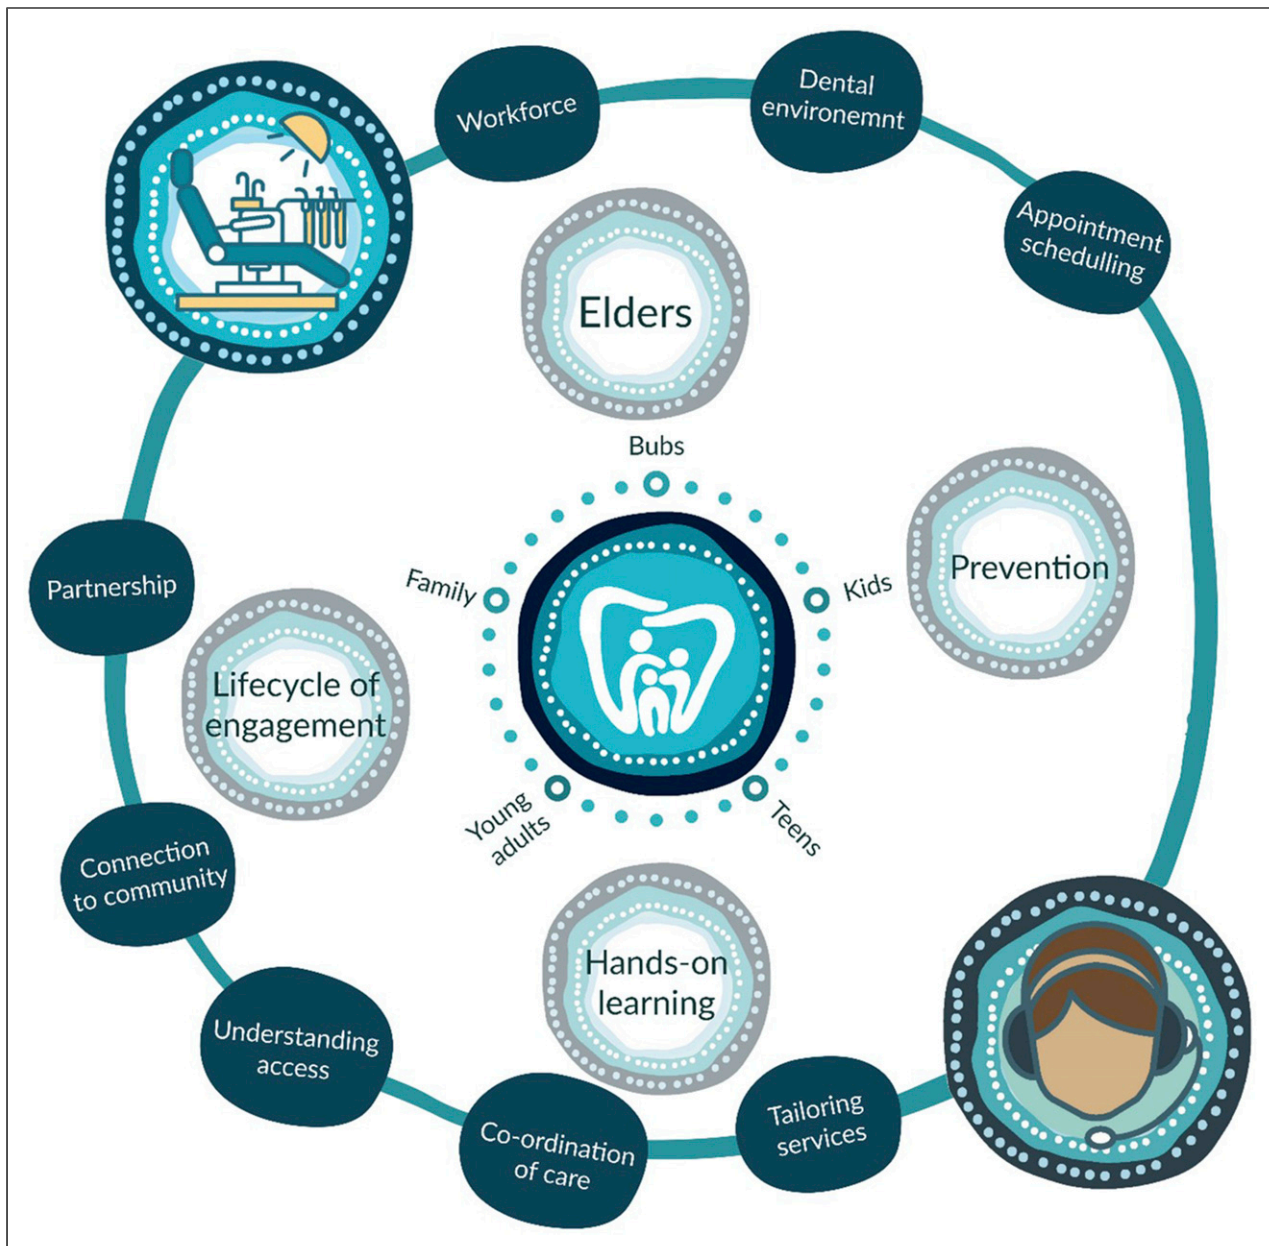 Workforce
Dental
environemnt
Appointment
schedulling
Elders
Bubs
Partnership
Family
Kids
Prevention
Lifecycle of
engagement
Young
adults
Teens
Connection
to community
Hands-on
learning
Understanding
access
Co-ordination
of care
Tailoring
services